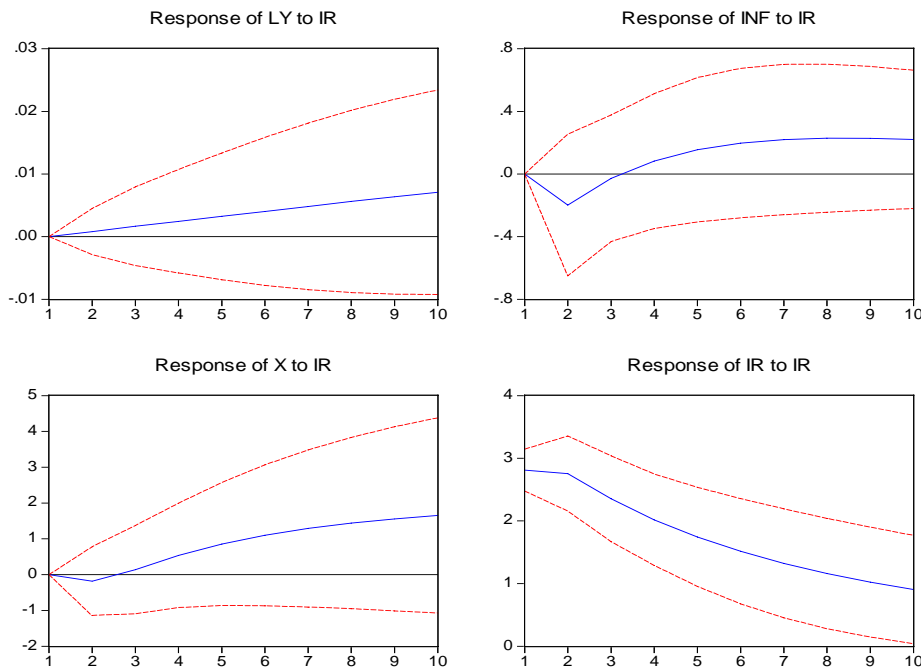 Response of LY to IR
.03
.02
.01
.00
-.01
1 2 3 4 5 6 7 8 9 10
Response of INF to IR
.8
.4
.0
-.4
-.8
1 2 3 4 5 6 7 8 9 10
Response of X to IR
5
4
3
2
1
0
-1
-2
1 2 3 4 5 6 7 8 9 10
Response of IR to IR
4
3
2
1
0
1 2 3 4 5 6 7 8 9 10